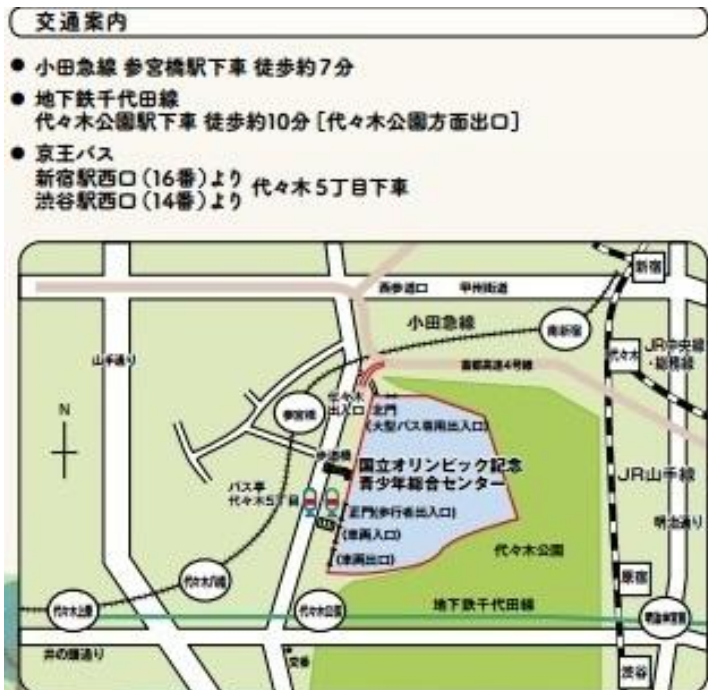 交通案内
● 小田急線 参宮橋駅下車 徒歩約7分
● 地下鉄千代田線
代々木公園駅下車 徒歩約10分 [代々木公園方面出口]
● 京王バス
新宿駅西口(16番)より 代々木5丁目下車
渋谷駅西口(14番)より
新宿
西参道口 甲州街道
小田急線
南新宿
山手通り
代々木
JR中央線
・総務線
首都高速4号線
N
代々木
出入口
参宮橋
北門
(大型バス専用出入口)
歩道橋
国立オリンピック記念
青少年総合センター
JR山手線
バス亭
代々木5丁目
正門(歩行者出入口)
明治通り
(車両入口)
代々木公園
(車両出口)
代々木八幡
原宿
代々木上原
代々木公園
地下鉄千代田線
明治神宮前
井の頭通り
交番
渋谷